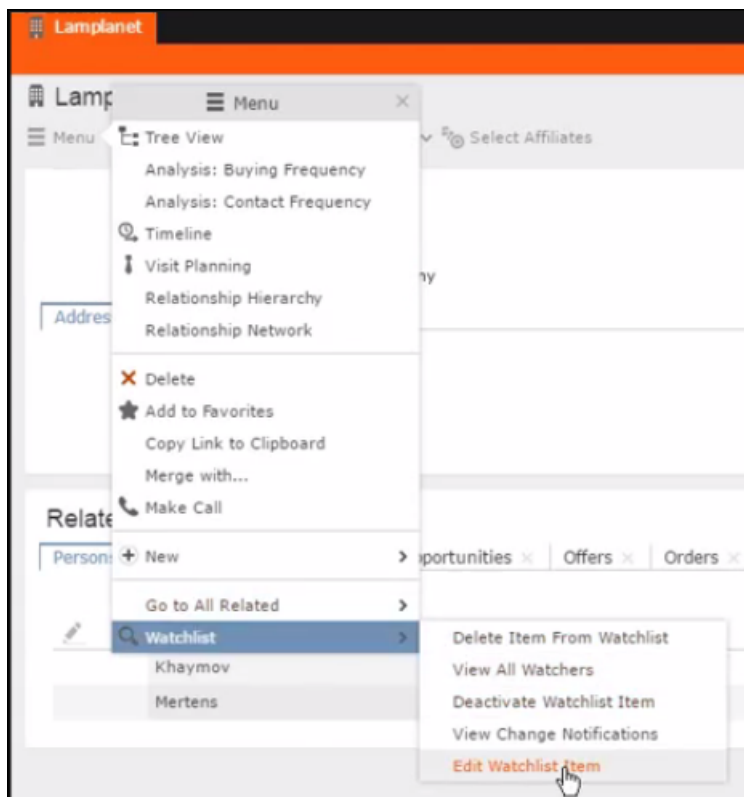 Lamplanet
Lamp
Menu
Menu
Select Affiliates
Tree View
Analysis: Buying Frequency
Analysis: Contact Frequency
Timeline
Visit Planning
Relationship Hierarchy
Relationship Network
Addres
Delete
Add to Favorites
Copy Link to Clipboard
Merge with...
Make Call
Relate
Person
New
pportunities
Offers
Orders
Go to All Related
Watchlist
Khaymov
Mertens
Delete Item From Watchlist
View All Watchers
Deactivate Watchlist Item
View Change Notifications
Edit Watchlist Item